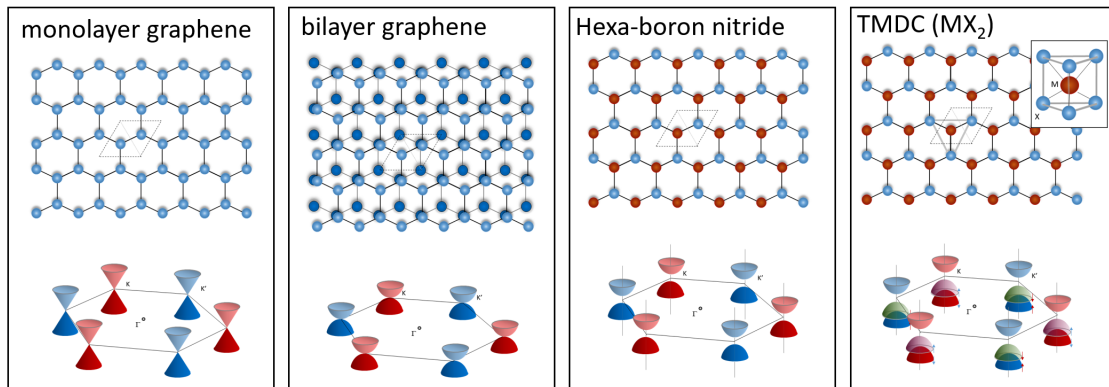 monolayer graphene
K
K'
Γ
bilayer graphene
K
K'
Γ
Hexa-boron nitride
K
K'
Γ
TMDC (MX₂)
M
X
K
K'
Γ